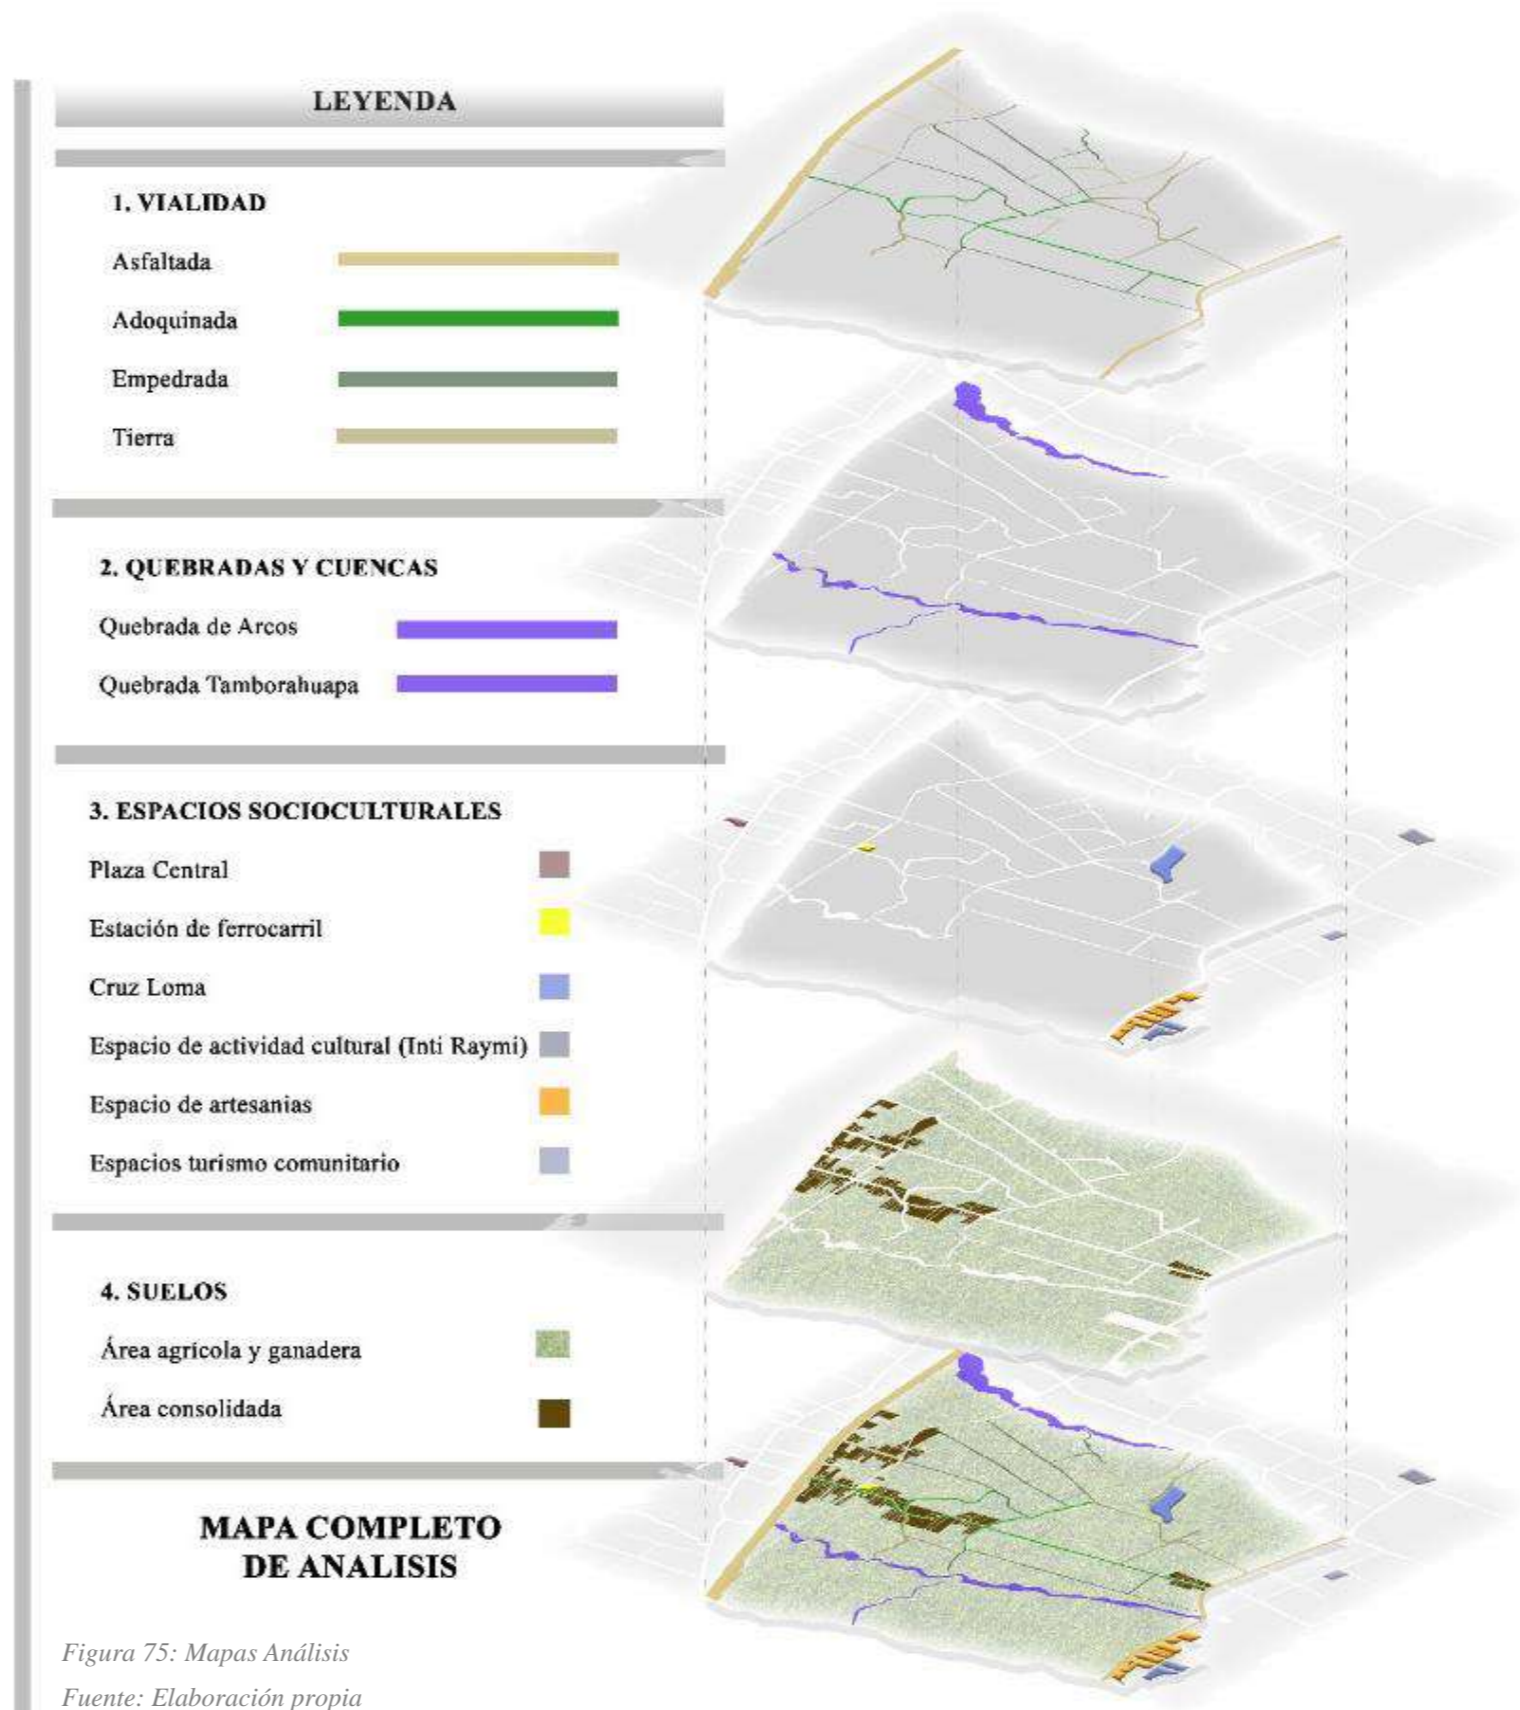 LEYENDA
1. VIALIDAD
Asfaltada
Adoquinada
Empedrada
Tierra
2. QUEBRADAS Y CUENCAS
Quebrada de Arcos
Quebrada Tamborahuapa
3. ESPACIOS SOCIOCULTURALES
Plaza Central
Estación de ferrocarril
Cruz Loma
Espacio de actividad cultural (Inti Raymi)
Espacio de artesanias
Espacios turismo comunitario
4. SUELOS
Área agrícola y ganadera
Área consolidada
MAPA COMPLETO
DE ANALISIS
Figura 75: Mapas Análisis
Fuente: Elaboración propia